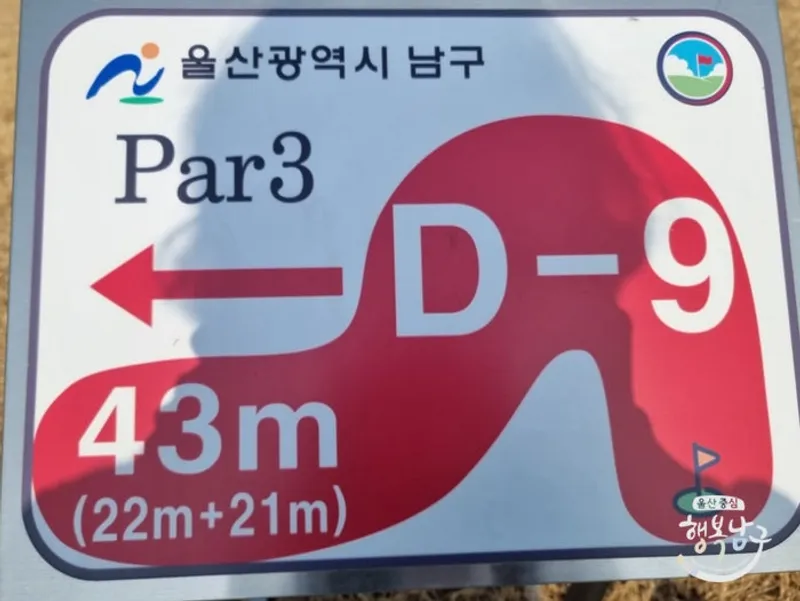 울산광역시 남구
Par3
D-9
43m
(22m+21m)
울산 중심
행복남구